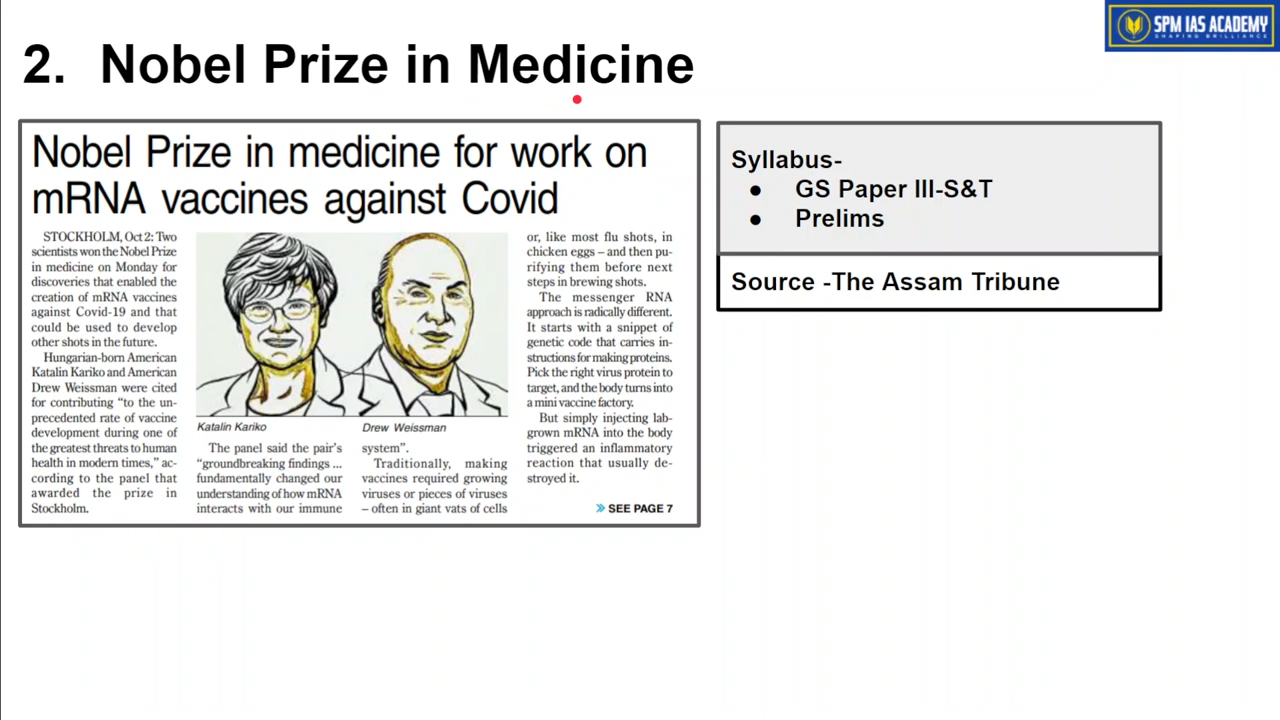 SPM IAS ACADEMY
SHAPING BRILLIANCE
2. Nobel Prize in Medicine
Nobel Prize in medicine for work on
mRNA vaccines against Covid
STOCKHOLM, Oct 2: Two
scientists won the Nobel Prize
in medicine on Monday for
discoveries that enabled the
creation of mRNA vaccines
against Covid-19 and that
could be used to develop
other shots in the future.
Hungarian-born American
Katalin Kariko and American
Drew Weissman were cited
for contributing “to the un-
precedented rate of vaccine
development during one of
the greatest threats to human
health in modern times,” ac-
cording to the panel that
awarded the prize in
Stockholm.
Katalin Kariko
Drew Weissman
The panel said the pair’s
“groundbreaking findings ...
fundamentally changed our
understanding of how mRNA
interacts with our immune
system”.
Traditionally, making
vaccines required growing
viruses or pieces of viruses
– often in giant vats of cells
or, like most flu shots, in
chicken eggs – and then pu-
rifying them before next
steps in brewing shots.
The messenger RNA
approach is radically different.
It starts with a snippet of
genetic code that carries in-
structions for making proteins.
Pick the right virus protein to
target, and the body turns into
a mini vaccine factory.
But simply injecting lab-
grown mRNA into the body
triggered an inflammatory
reaction that usually de-
stroyed it.
» SEE PAGE 7
Syllabus-
● GS Paper III-S&T
● Prelims
Source -The Assam Tribune